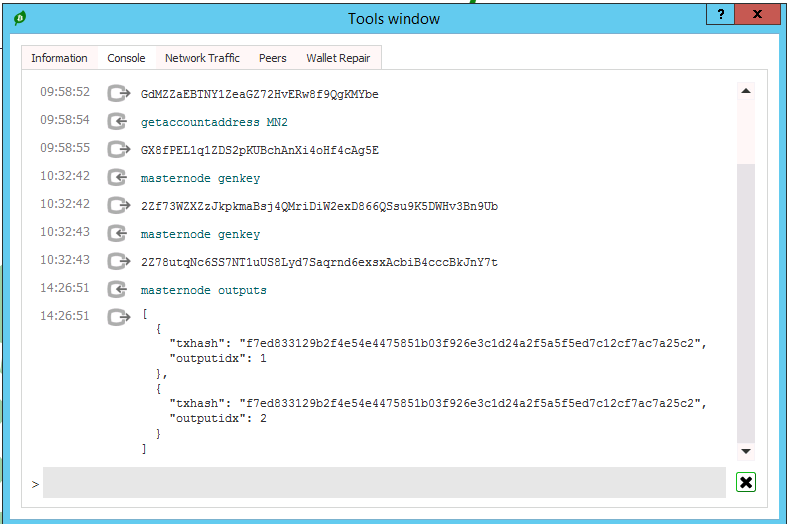 Tools window
?
x
Information Console Network Traffic Peers Wallet Repair
09:58:52 GdMZZaEBTNY1ZeaGZ72HvERw8f9QgKMYbe
09:58:54 getaccountaddress MN2
09:58:55 GX8fPEL1q1ZDS2pKUBchAnXi4oHf4cAg5E
10:32:42 masternode genkey
10:32:42 2Zf73WZXZzJkpkmaBsj4QMriDiW2exD866QSsu9K5DWHv3Bn9Ub
10:32:43 masternode genkey
10:32:43 2Z78utqNc6SS7NT1uUS8Lyd7Saqrnd6exsxAcbiB4cccBkJnY7t
14:26:51 masternode outputs
14:26:51 [
{
"txhash": "f7ed833129b2f4e54e4475851b03f926e3c1d24a2f5a5f5ed7c12cf7ac7a25c2",
"outputidx": 1
},
{
"txhash": "f7ed833129b2f4e54e4475851b03f926e3c1d24a2f5a5f5ed7c12cf7ac7a25c2",
"outputidx": 2
}
]
>